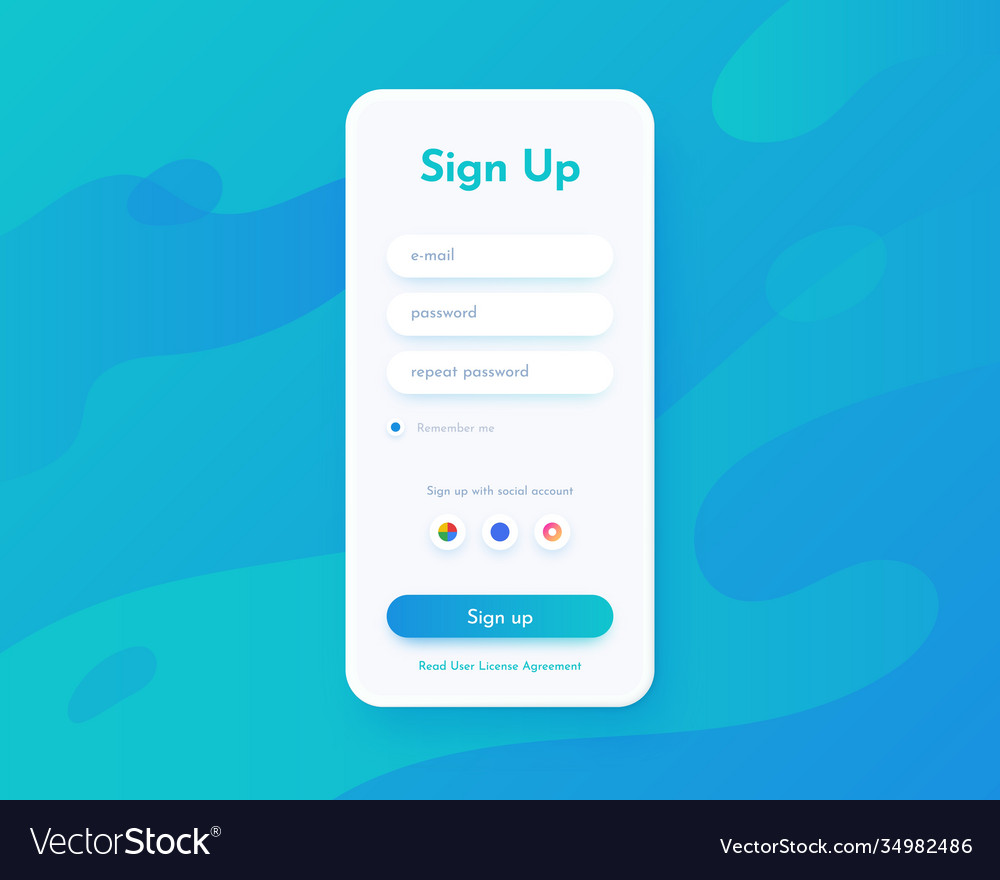 Sign Up
e-mail
password
repeat password
Remember me
Sign up with social account
Sign up
Read User License Agreement
VectorStock®
VectorStock.com/34982486